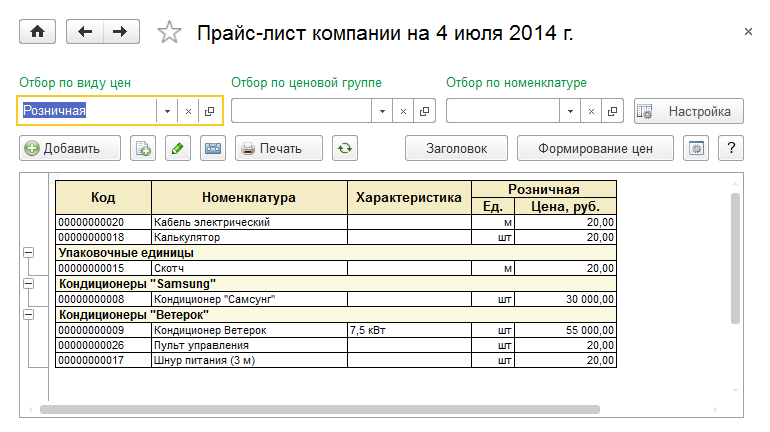 Прайс-лист компании на 4 июля 2014 г.
Отбор по виду цен Отбор по ценовой группе Отбор по номенклатуре
Розничная Настройка
Добавить Печать Заголовок Формирование цен ?
Код Номенклатура Характеристика Розничная
Ед. Цена, руб.
00000000020 Кабель электрический м 20,00
00000000018 Калькулятор шт 20,00
Упаковочные единицы
00000000015 Скотч м 20,00
Кондиционеры "Samsung"
00000000008 Кондиционер "Самсунг" шт 30 000,00
Кондиционеры "Ветерок"
00000000009 Кондиционер Ветерок 7,5 кВт шт 55 000,00
00000000026 Пульт управления шт 20,00
00000000017 Шнур питания (3 м) шт 20,00